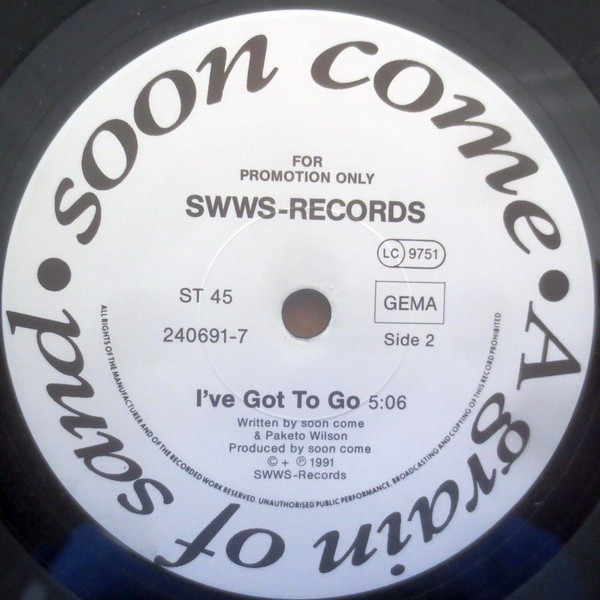 soon come • A grain of sand •
FOR
PROMOTION ONLY
SWWS-RECORDS
LC 9751
ST 45
GEMA
240691-7
Side 2
I've Got To Go 5:06
Written by soon come
& Paketo Wilson
Produced by soon come
© + ℗ 1991
SWWS-Records
ALL RIGHTS OF THE MANUFACTURER AND OF THE RECORDED WORK RESERVED. UNAUTHORISED PUBLIC PERFORMANCE, BROADCASTING AND COPYING OF THIS RECORD PROHIBITED